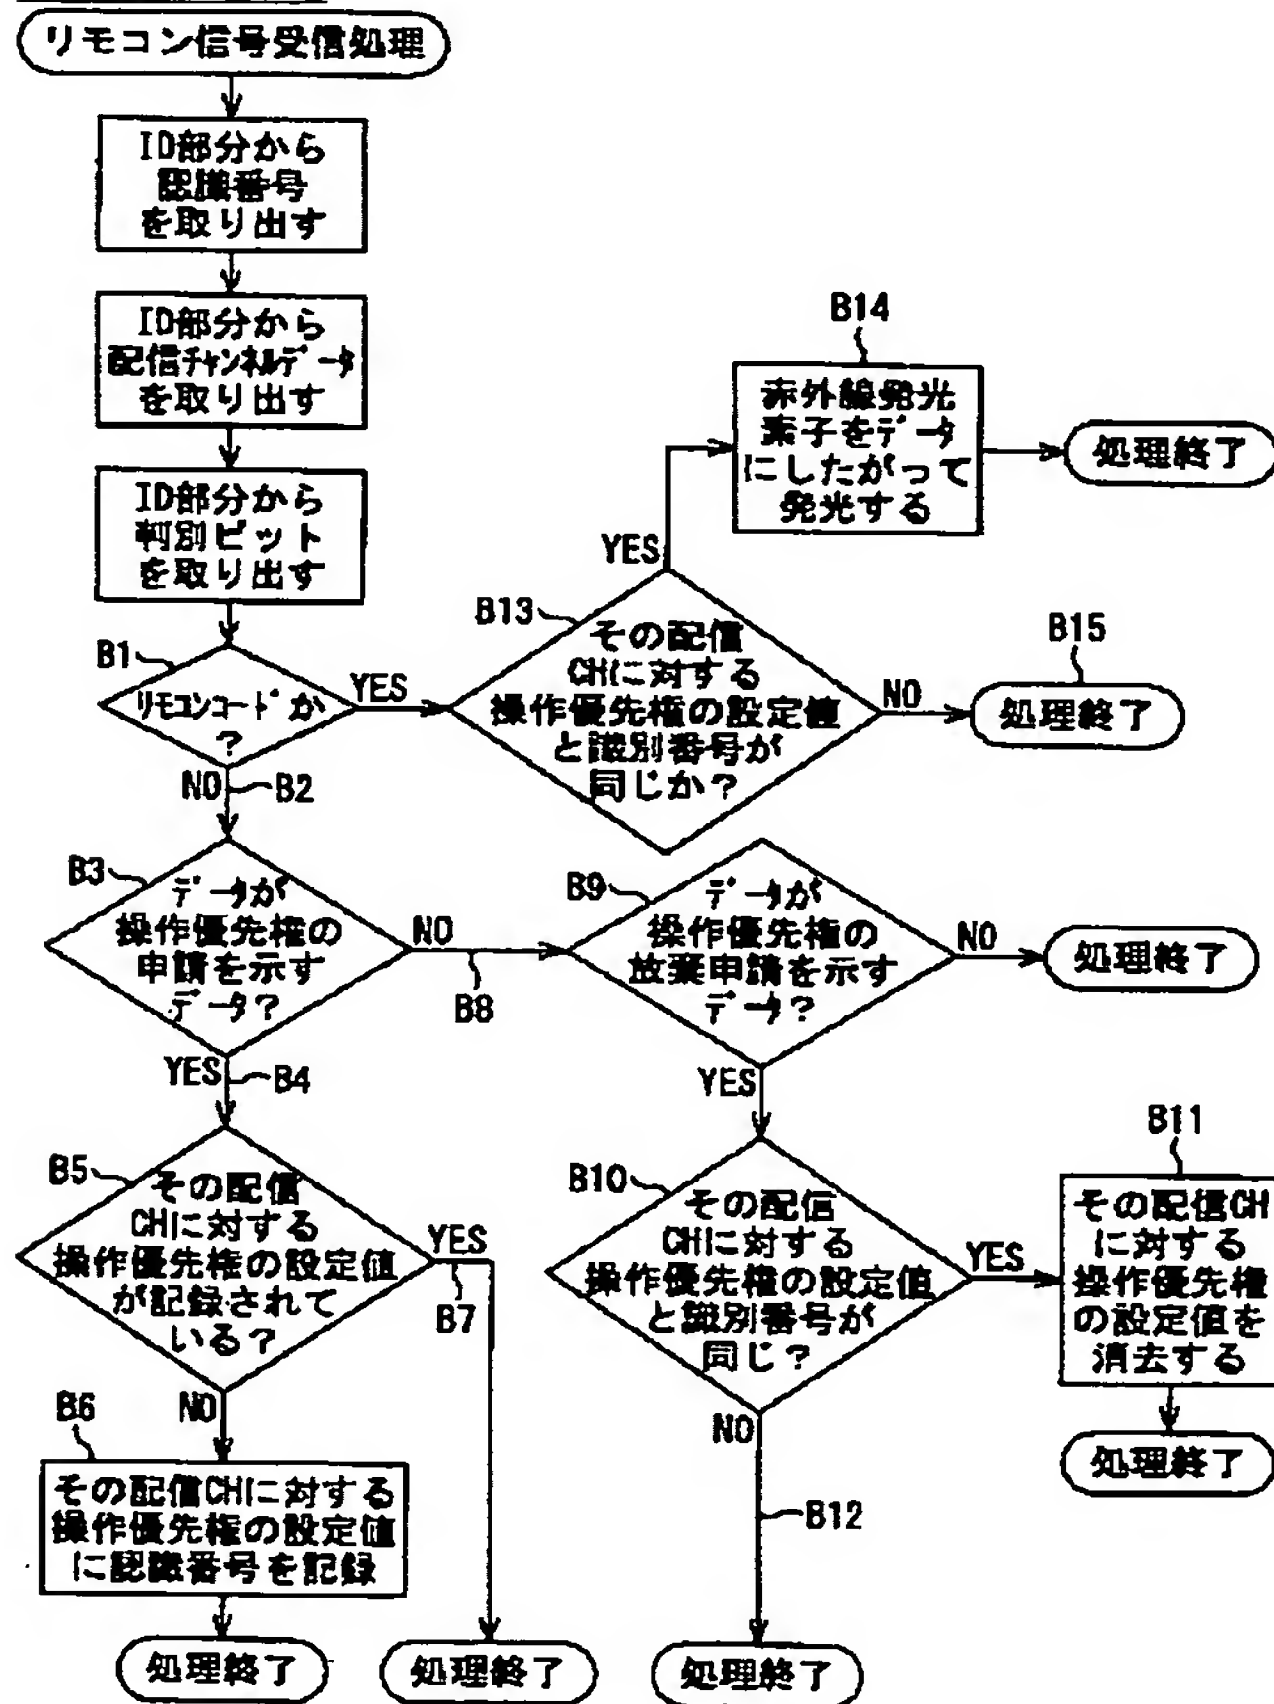 リモコン信号受信処理
ID部分から
認識番号
を取り出す
ID部分から
配信チャンネルデータ
を取り出す
ID部分から
判別ビット
を取り出す
B1
リモコンコードか
?
YES
NO
B2
B13
その配信
CHに対する
操作優先権の設定値
と識別番号が
同じか?
YES
NO
B14
赤外線発光
素子をデータ
にしたがって
発光する
処理終了
B15
処理終了
B3
データが
操作優先権の
申請を示す
データ?
NO
B8
YES
B4
B9
データが
操作優先権の
放棄申請を示す
データ?
NO
処理終了
YES
B5
その配信
CHに対する
操作優先権の設定値
が記録されて
いる?
YES
B7
NO
B6
その配信CHに対する
操作優先権の設定値
に認識番号を記録
処理終了
処理終了
B10
その配信
CHに対する
操作優先権の設定値
と識別番号が
同じ?
YES
NO
B12
処理終了
B11
その配信CH
に対する
操作優先権
の設定値を
消去する
処理終了